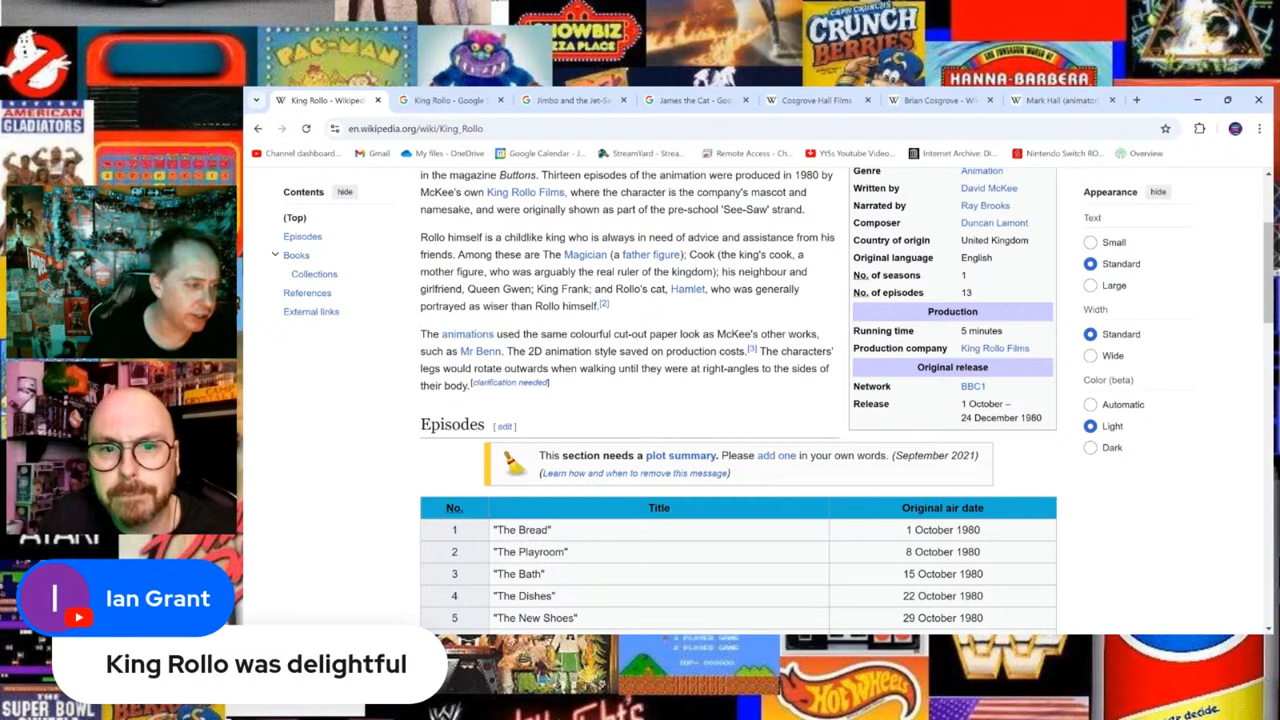 SHOWBIZ
PIZZA PLACE
CAP'N CRUNCH'S
CRUNCH
BERRIES
PAC-MAN
THE FUNTASTIC WORLD OF
HANNA-BARBERA
AMERICAN
GLADIATORS
King Rollo - Wikiped
King Rollo - Google
Jimbo and the Jet-Se
James the Cat - Goo
Cosgrove Hall Films
Brian Cosgrove - Wi
Mark Hall (animator
en.wikipedia.org/wiki/King_Rollo
Channel dashboard...
Gmail
My files - OneDrive
Google Calendar - J...
StreamYard - Strea...
Remote Access - Ch...
Yt5s Youtube Video...
Internet Archive: Di...
Nintendo Switch RO...
Overview
Contents hide
(Top)
Episodes
Books
Collections
References
External links
in the magazine Buttons. Thirteen episodes of the animation were produced in 1980 by
McKee's own King Rollo Films, where the character is the company's mascot and
namesake, and were originally shown as part of the pre-school 'See-Saw' strand.
Rollo himself is a childlike king who is always in need of advice and assistance from his
friends. Among these are The Magician (a father figure); Cook (the king's cook, a
mother figure, who was arguably the real ruler of the kingdom); his neighbour and
girlfriend, Queen Gwen; King Frank; and Rollo's cat, Hamlet, who was generally
portrayed as wiser than Rollo himself.[2]
The animations used the same colourful cut-out paper look as McKee's other works,
such as Mr Benn. The 2D animation style saved on production costs.[3] The characters'
legs would rotate outwards when walking until they were at right-angles to the sides of
their body.[clarification needed]
Genre Animation
Written by David McKee
Narrated by Ray Brooks
Composer Duncan Lamont
Country of origin United Kingdom
Original language English
No. of seasons 1
No. of episodes 13
Production
Running time 5 minutes
Production company King Rollo Films
Original release
Network BBC1
Release 1 October –
24 December 1980
Appearance hide
Text
Small
Standard
Large
Width
Standard
Wide
Color (beta)
Automatic
Light
Dark
Episodes [ edit ]
This section needs a plot summary. Please add one in your own words. (September 2021)
(Learn how and when to remove this message)
No. Title Original air date
1 "The Bread" 1 October 1980
2 "The Playroom" 8 October 1980
3 "The Bath" 15 October 1980
4 "The Dishes" 22 October 1980
5 "The New Shoes" 29 October 1980
ATARI
I
Ian Grant
King Rollo was delightful
THE
SUPER BOWL
HOT WHEELS
decide.